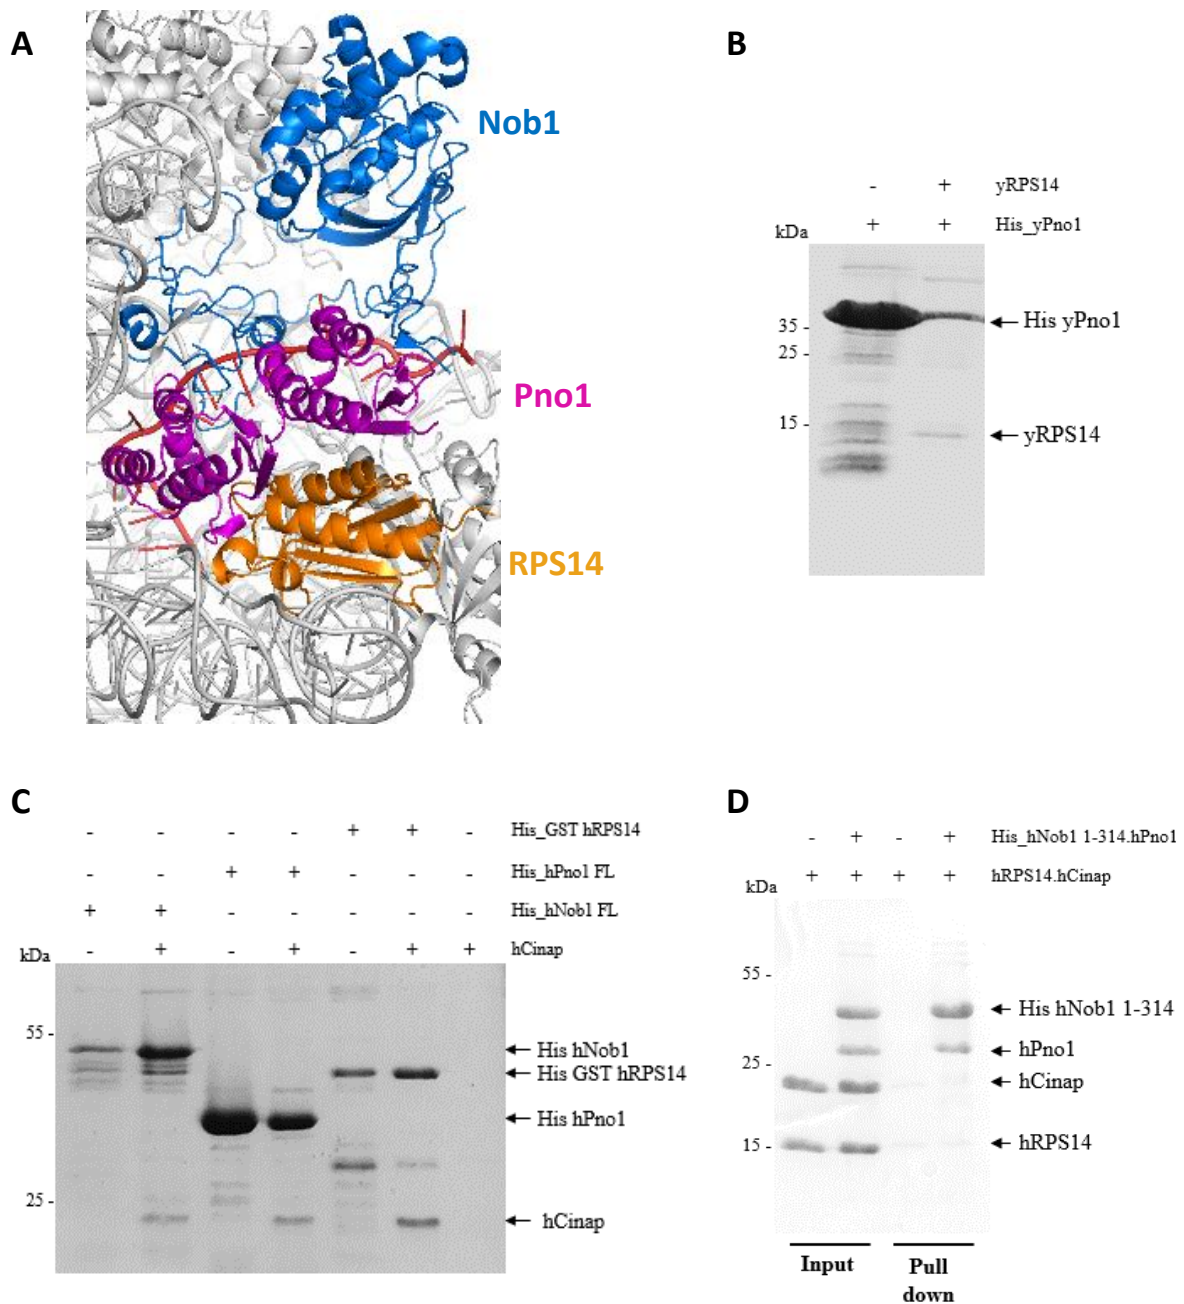 A
Nob1
Pno1
RPS14
B
- + yRPS14
+ + His_yPno1
kDa
35 -
25 -
15 -
His yPno1
yRPS14
C
- - - - + + - His_GST hRPS14
- - + + - - - His_hPno1 FL
+ + - - - - - His_hNob1 FL
- + - + - + + hCinap
kDa
55 -
25 -
His hNob1
His GST hRPS14
His hPno1
hCinap
D
- + - + His_hNob1 1-314.hPno1
+ + + + hRPS14.hCinap
kDa
55 -
25 -
15 -
His hNob1 1-314
hPno1
hCinap
hRPS14
Input
Pull
down